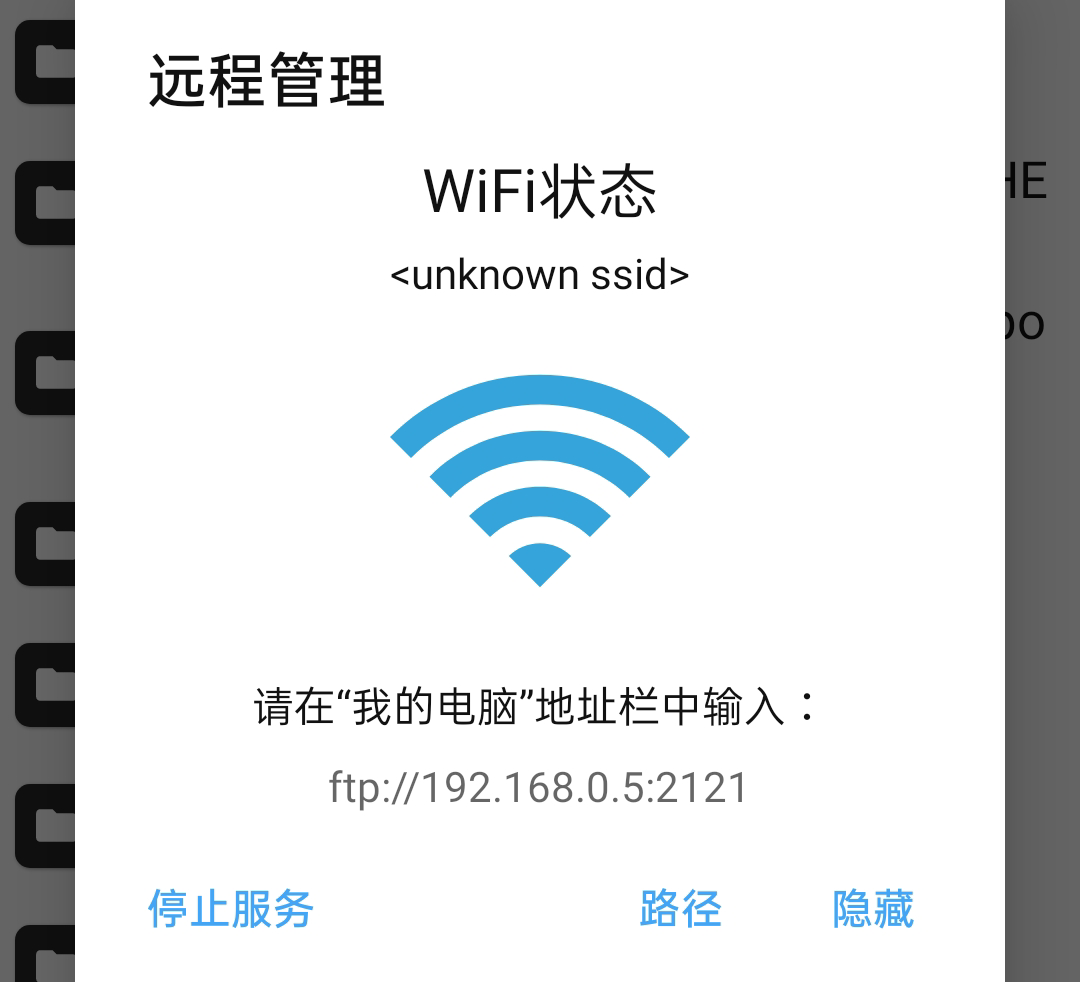 远程管理
WiFi状态
<unknown ssid>
请在“我的电脑”地址栏中输入：
ftp://192.168.0.5:2121
停止服务 路径 隐藏